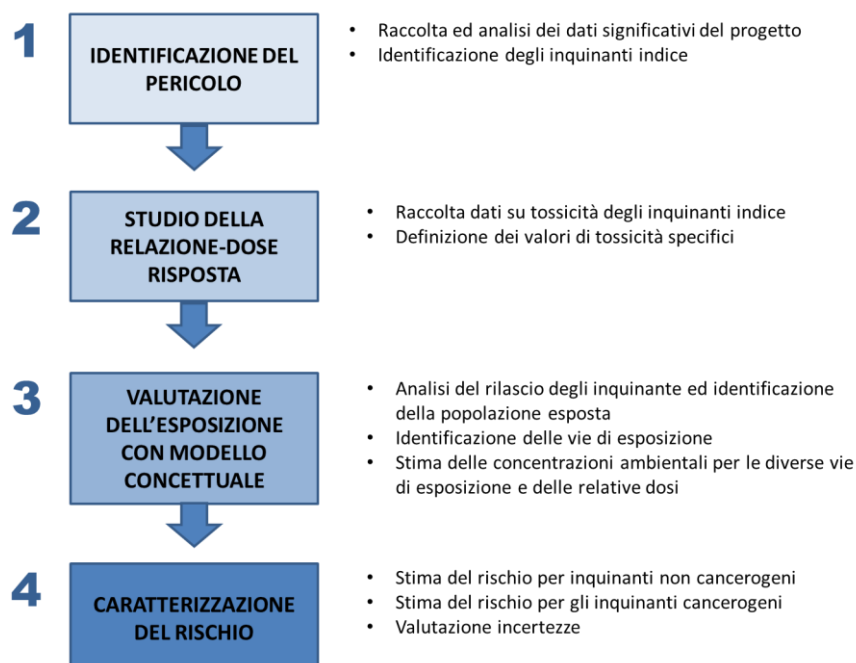 1
IDENTIFICAZIONE DEL
PERICOLO
• Raccolta ed analisi dei dati significativi del progetto
• Identificazione degli inquinanti indice
2
STUDIO DELLA
RELAZIONE-DOSE
RISPOSTA
• Raccolta dati su tossicità degli inquinanti indice
• Definizione dei valori di tossicità specifici
3
VALUTAZIONE
DELL'ESPOSIZIONE
CON MODELLO
CONCETTUALE
• Analisi del rilascio degli inquinante ed identificazione
della popolazione esposta
• Identificazione delle vie di esposizione
• Stima delle concentrazioni ambientali per le diverse vie
di esposizione e delle relative dosi
4
CARATTERIZZAZIONE
DEL RISCHIO
• Stima del rischio per inquinanti non cancerogeni
• Stima del rischio per gli inquinanti cancerogeni
• Valutazione incertezze